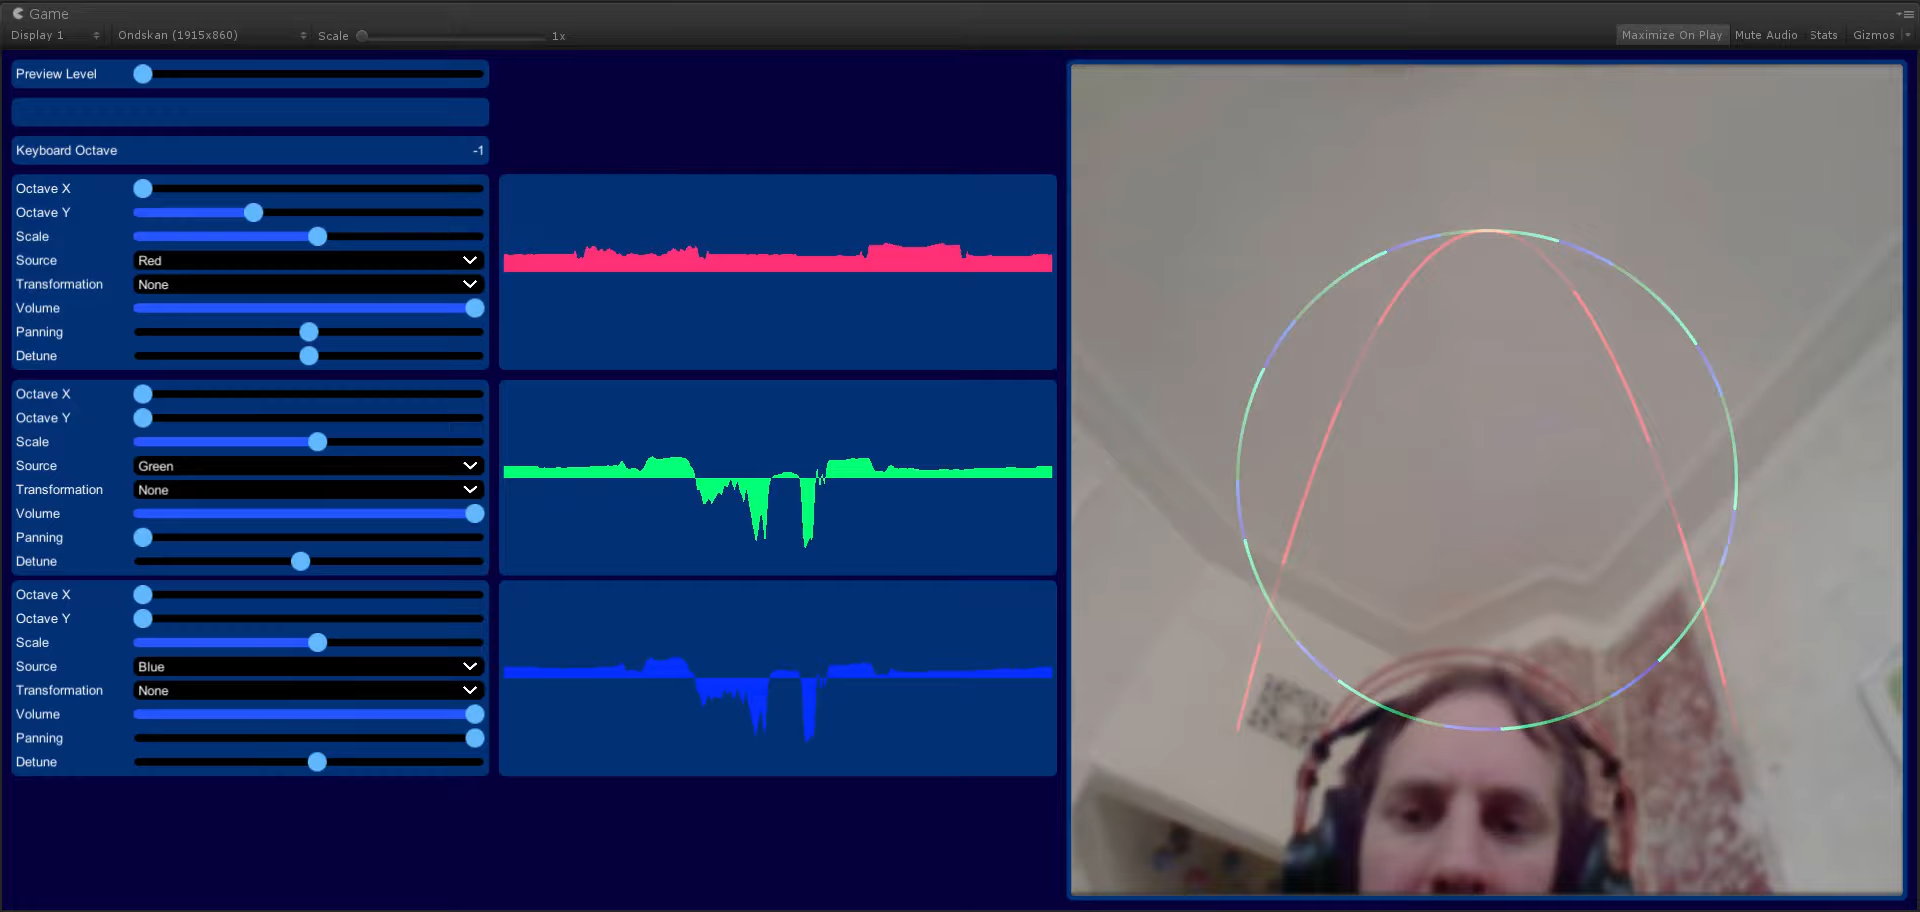 Game
Display 1 Ondskan (1915x860) Scale 1x Maximize On Play Mute Audio Stats Gizmos
Preview Level
Keyboard Octave -1
Octave X
Octave Y
Scale
Source Red
Transformation None
Volume
Panning
Detune
Octave X
Octave Y
Scale
Source Green
Transformation None
Volume
Panning
Detune
Octave X
Octave Y
Scale
Source Blue
Transformation None
Volume
Panning
Detune